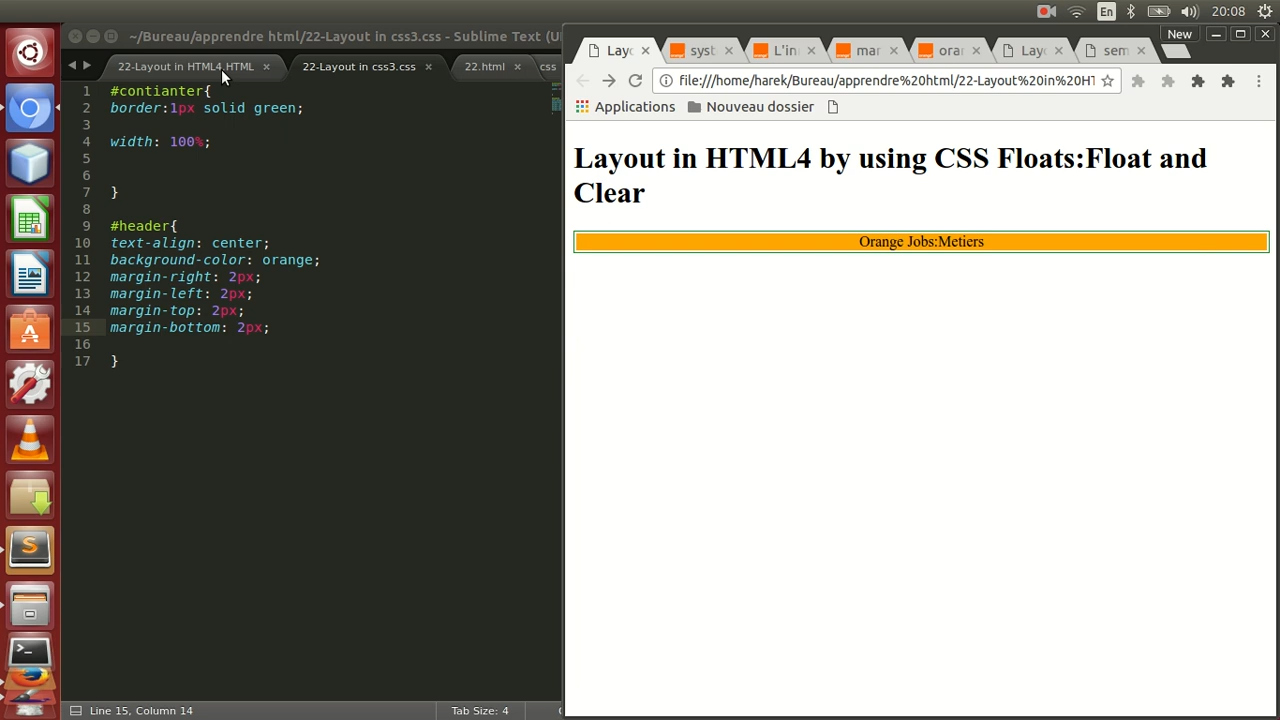 En
20:08
~/Bureau/apprendre html/22-Layout in css3.css - Sublime Text (U
New
22-Layout in HTML4.HTML
22-Layout in css3.css
22.html
css
Layo
syst
L'in
mar
oran
Layo
sem
file:///home/harek/Bureau/apprendre%20html/22-Layout%20in%20HT
Applications
Nouveau dossier
1 #contianter{
2 border:1px solid green;
3
4 width: 100%;
5
6
7 }
8
9 #header{
10 text-align: center;
11 background-color: orange;
12 margin-right: 2px;
13 margin-left: 2px;
14 margin-top: 2px;
15 margin-bottom: 2px;
16
17 }
Layout in HTML4 by using CSS Floats:Float and
Clear
Orange Jobs:Metiers
Line 15, Column 14
Tab Size: 4